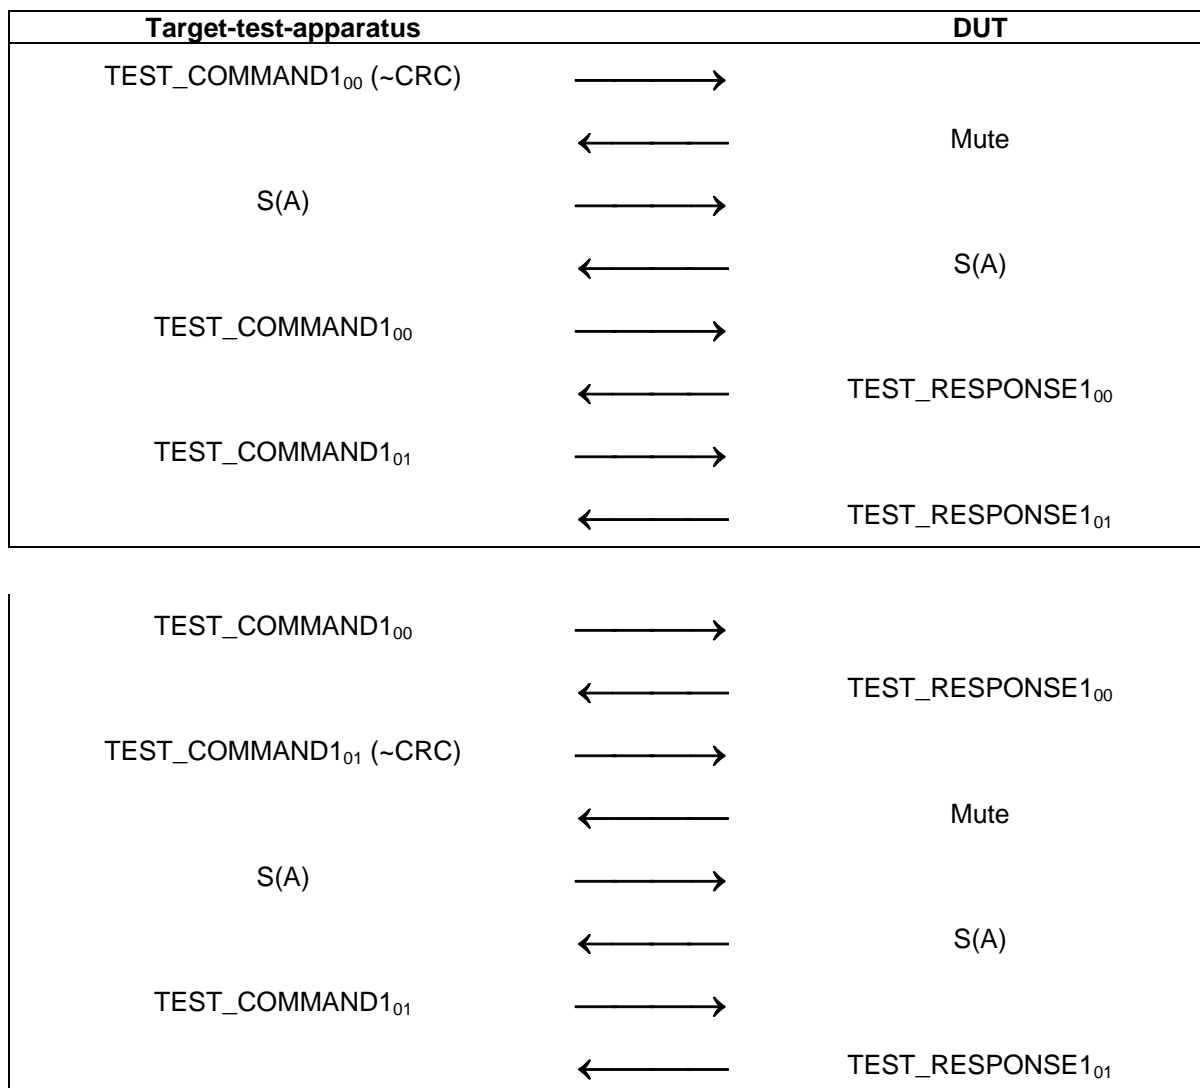 Target-test-apparatus DUT
TEST_COMMAND1₀₀ (~CRC)
Mute
S(A)
S(A)
TEST_COMMAND1₀₀
TEST_RESPONSE1₀₀
TEST_COMMAND1₀₁
TEST_RESPONSE1₀₁
TEST_COMMAND1₀₀
TEST_RESPONSE1₀₀
TEST_COMMAND1₀₁ (~CRC)
Mute
S(A)
S(A)
TEST_COMMAND1₀₁
TEST_RESPONSE1₀₁